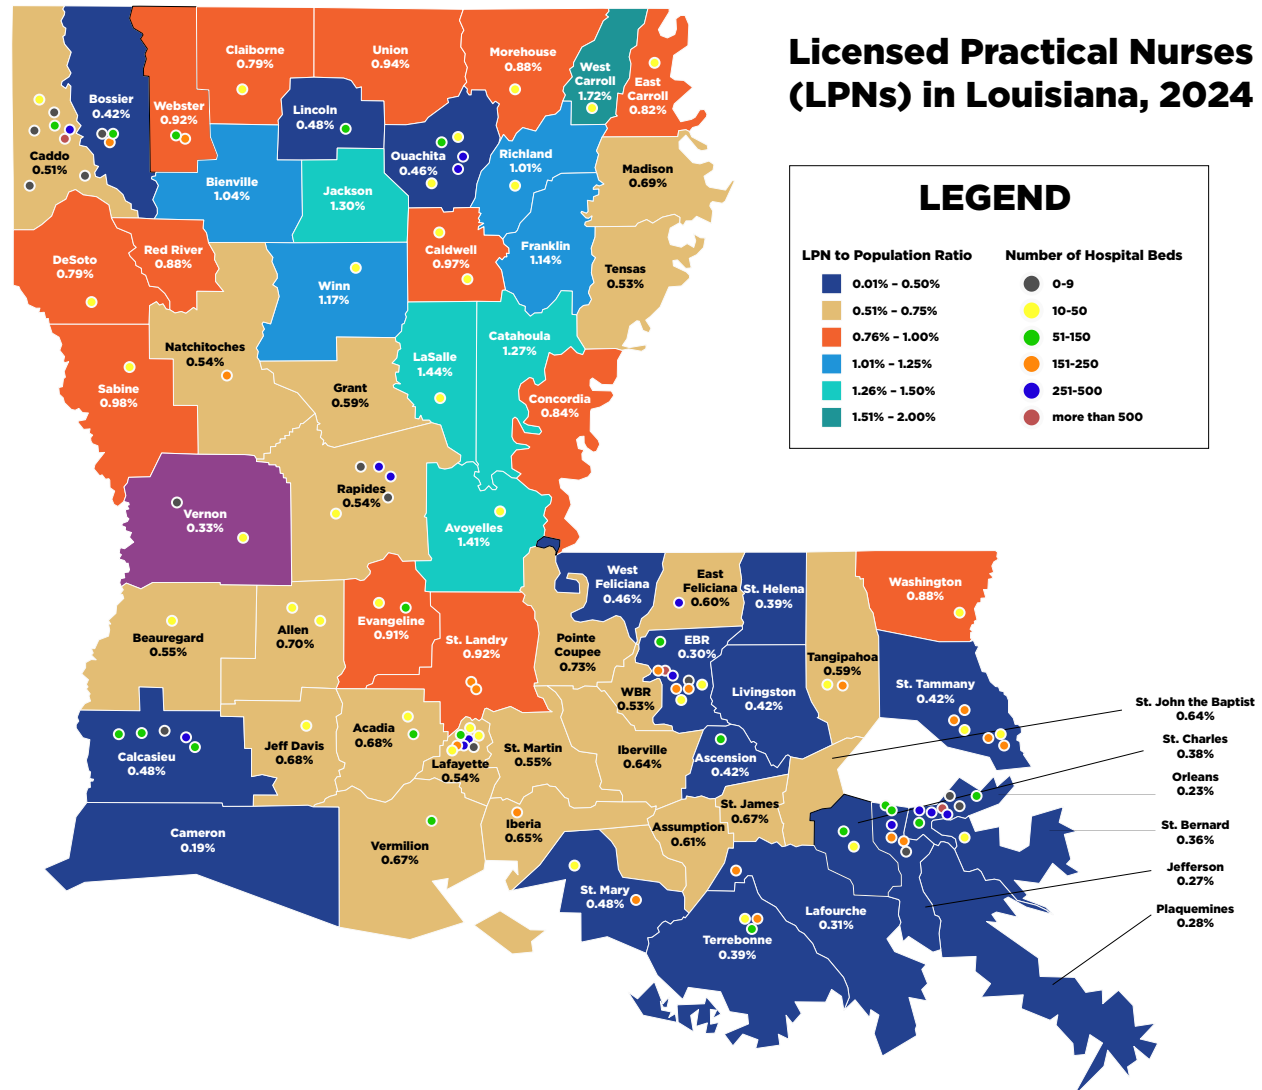 Licensed Practical Nurses
(LPNs) in Louisiana, 2024
LEGEND
LPN to Population Ratio
0.01% – 0.50%
0.51% – 0.75%
0.76% – 1.00%
1.01% – 1.25%
1.26% – 1.50%
1.51% – 2.00%
Number of Hospital Beds
0-9
10-50
51-150
151-250
251-500
more than 500
Caddo
0.51%
Bossier
0.42%
Webster
0.92%
Claiborne
0.79%
Union
0.94%
Morehouse
0.88%
West
Carroll
1.72%
East
Carroll
0.82%
Lincoln
0.48%
Ouachita
0.46%
Richland
1.01%
Madison
0.69%
Bienville
1.04%
Jackson
1.30%
DeSoto
0.79%
Red River
0.88%
Caldwell
0.97%
Franklin
1.14%
Tensas
0.53%
Winn
1.17%
Natchitoches
0.54%
Sabine
0.98%
Grant
0.59%
LaSalle
1.44%
Catahoula
1.27%
Concordia
0.84%
Vernon
0.33%
Rapides
0.54%
Avoyelles
1.41%
Beauregard
0.55%
Allen
0.70%
Evangeline
0.91%
St. Landry
0.92%
Pointe
Coupee
0.73%
West
Feliciana
0.46%
East
Feliciana
0.60%
St. Helena
0.39%
Washington
0.88%
EBR
0.30%
WBR
0.53%
Livingston
0.42%
Tangipahoa
0.59%
St. Tammany
0.42%
Calcasieu
0.48%
Jeff Davis
0.68%
Acadia
0.68%
Lafayette
0.54%
St. Martin
0.55%
Iberville
0.64%
Ascension
0.42%
St. James
0.67%
Assumption
0.61%
Cameron
0.19%
Vermilion
0.67%
Iberia
0.65%
St. Mary
0.48%
Terrebonne
0.39%
Lafourche
0.31%
St. John the Baptist
0.64%
St. Charles
0.38%
Orleans
0.23%
St. Bernard
0.36%
Jefferson
0.27%
Plaquemines
0.28%